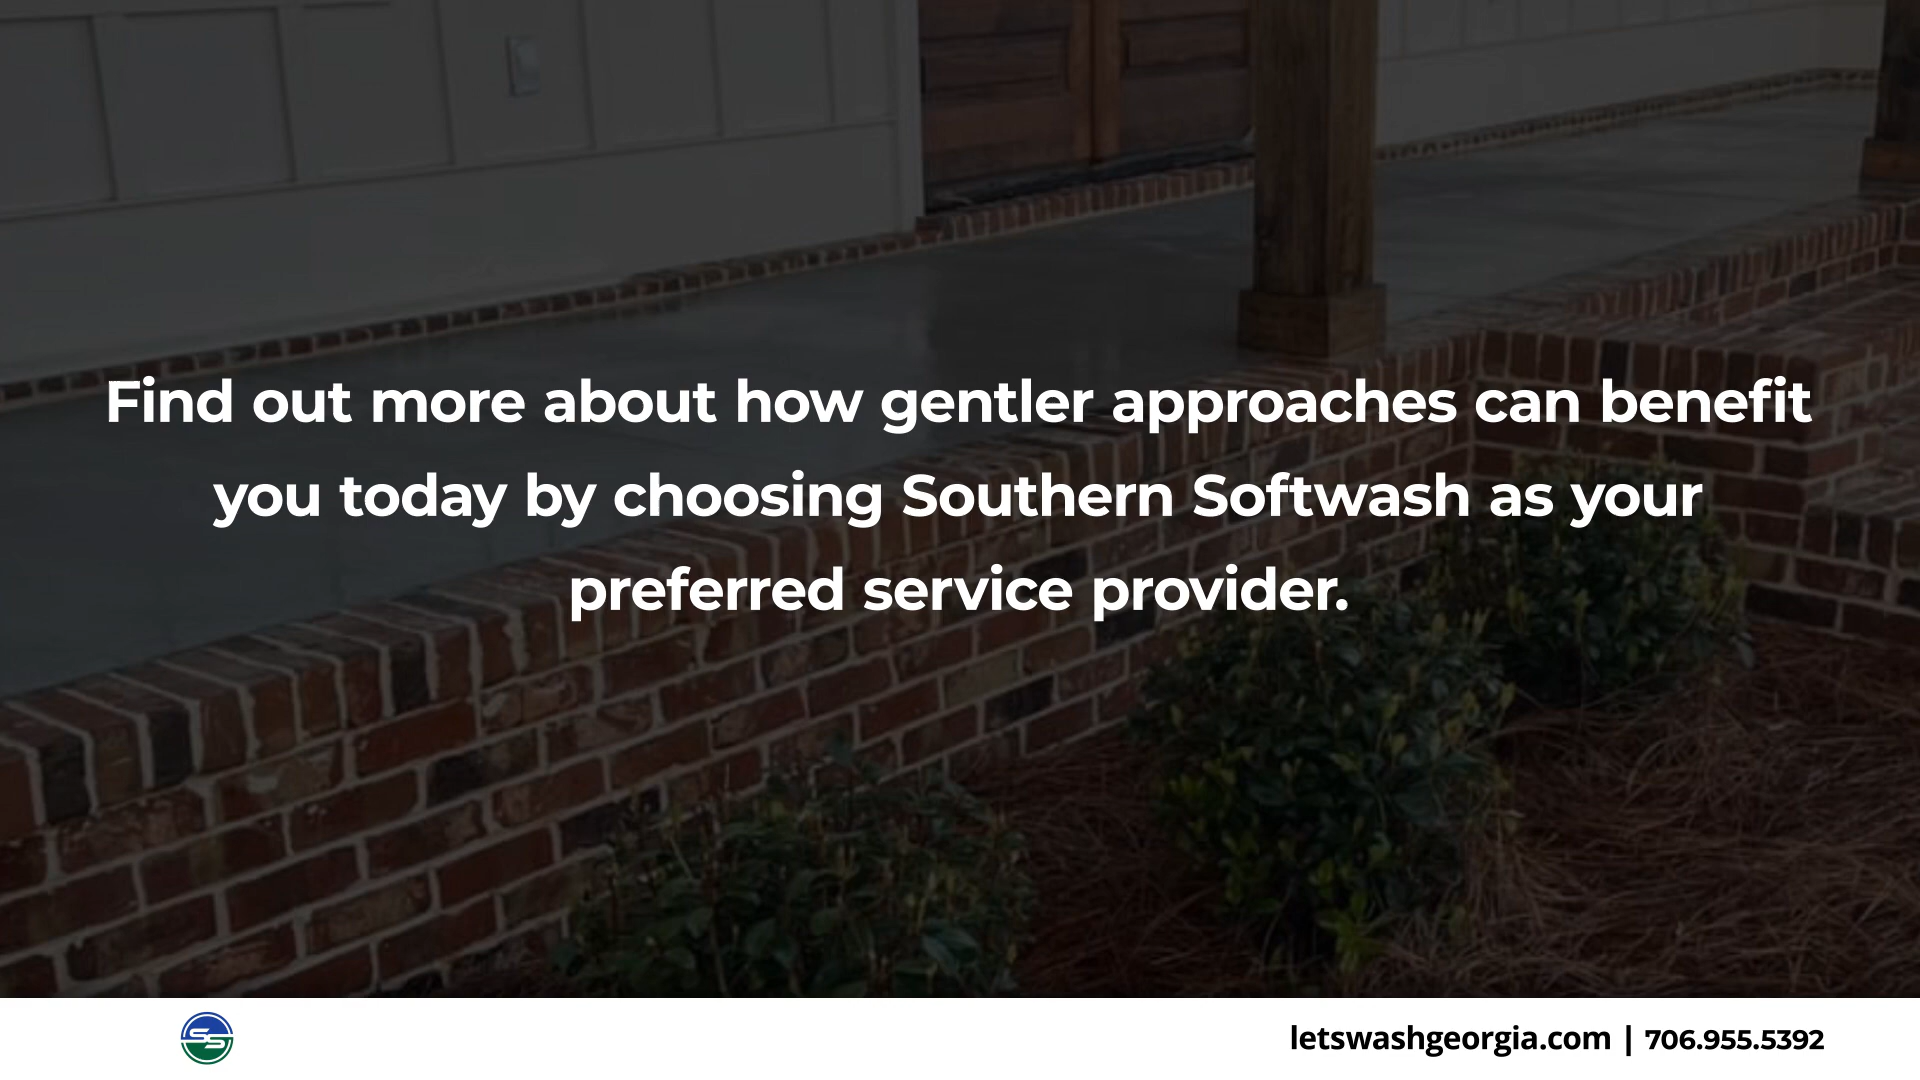 Find out more about how gentler approaches can benefit
you today by choosing Southern Softwash as your
preferred service provider.
SS
letswashgeorgia.com | 706.955.5392